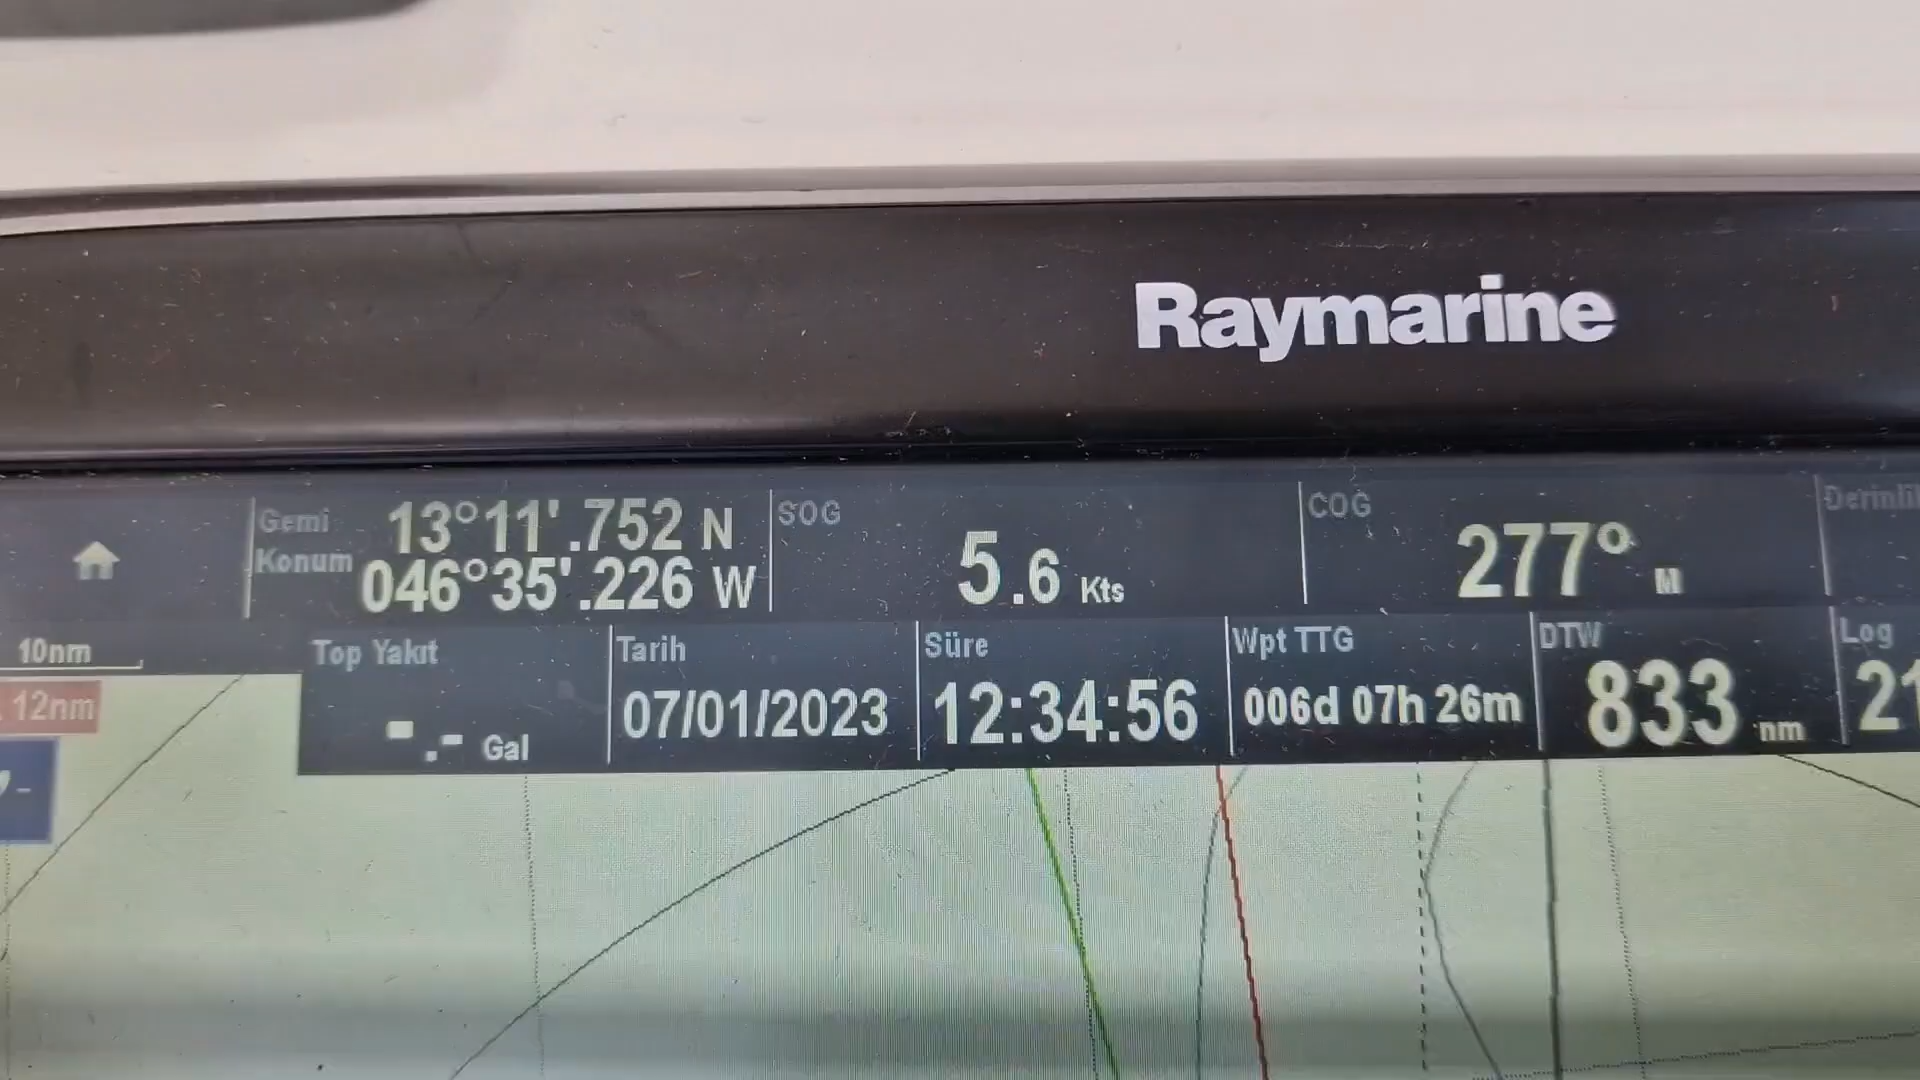 Raymarine
Gemi Konum
13°11'.752 N
046°35'.226 W
SOG
5.6 Kts
COG
277° M
10nm
12nm
Top Yakıt
-.- Gal
Tarih
07/01/2023
Süre
12:34:56
Wpt TTG
006d 07h 26m
DTW
833 nm
Log